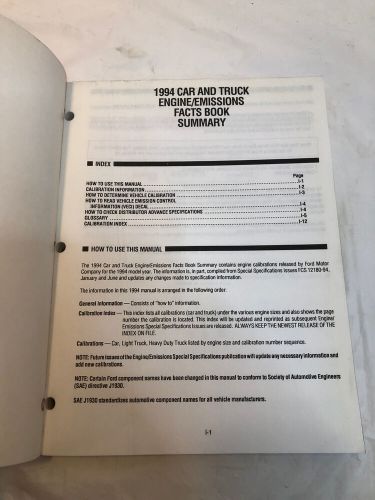 1994 CAR AND TRUCK
ENGINE/EMISSIONS
FACTS BOOK
SUMMARY
INDEX
Page
HOW TO USE THIS MANUAL I-1
CALIBRATION INFORMATION I-2
HOW TO DETERMINE VEHICLE CALIBRATION I-3
HOW TO READ VEHICLE EMISSION CONTROL
INFORMATION (VECI) DECAL I-4
HOW TO CHECK DISTRIBUTOR ADVANCE SPECIFICATIONS I-4
GLOSSARY I-5
CALIBRATION INDEX I-12
HOW TO USE THIS MANUAL
The 1994 Car and Truck Engine/Emissions Facts Book Summary contains engine calibrations released by Ford Motor
Company for the 1994 model year. The information is, in part, compiled from Special Specifications issues FCS 12180-94,
January and June and updates any changes made to specification information.
The information in this 1994 manual is arranged in the following order:
General Information — Consists of "how to" information.
Calibration Index — This index lists all calibrations (car and truck) under the various engine sizes and also shows the page
number the calibration is located. This index will be updated and reprinted as subsequent Engine/
Emissions Special Specifications Issues are released. ALWAYS KEEP THE NEWEST RELEASE OF THE
INDEX ON FILE.
Calibrations — Car, Light Truck, Heavy Duty Truck listed by engine size and calibration number sequence.
NOTE: Future issues of the Engine/Emissions Special Specifications publication will update any necessary information and
add new calibrations.
NOTE: Certain Ford component names have been changed in this manual to conform to Society of Automotive Engineers
(SAE) directive J1930.
SAE J1930 standardizes automotive component names for all vehicle manufacturers.
I-1